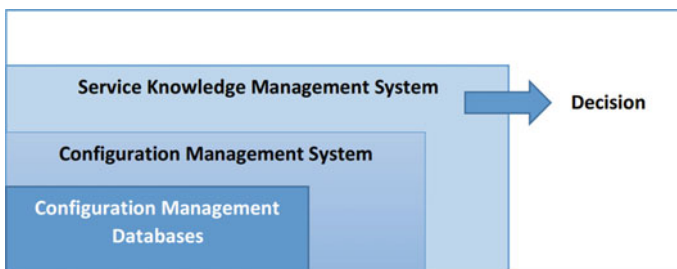 Service Knowledge Management System
Decision
Configuration Management System
Configuration Management
Databases